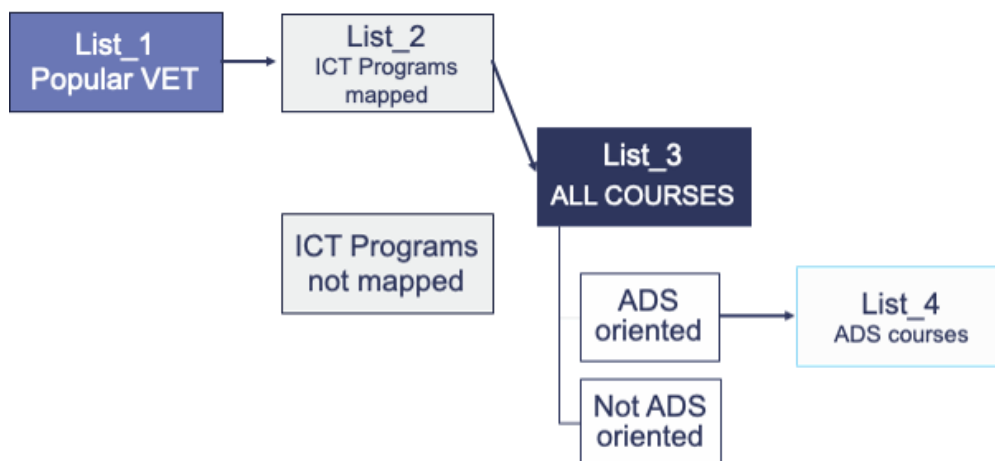 List_1
Popular VET
List_2
ICT Programs
mapped
List_3
ALL COURSES
ICT Programs
not mapped
ADS
oriented
List_4
ADS courses
Not ADS
oriented